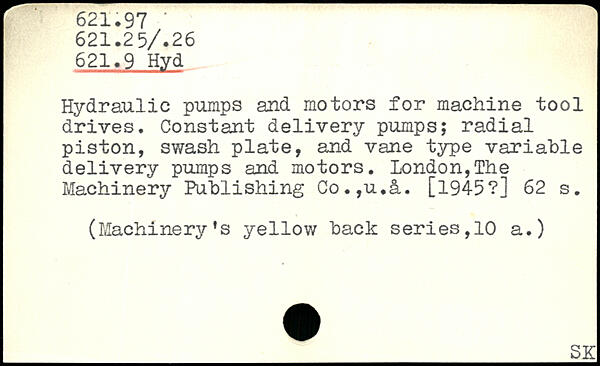 621.97
621.25/.26
621.9 Hyd
Hydraulic pumps and motors for machine tool
drives. Constant delivery pumps; radial
piston, swash plate, and vane type variable
delivery pumps and motors. London,The
Machinery Publishing Co.,u.å. [1945?] 62 s.
(Machinery's yellow back series,10 a.)
SK